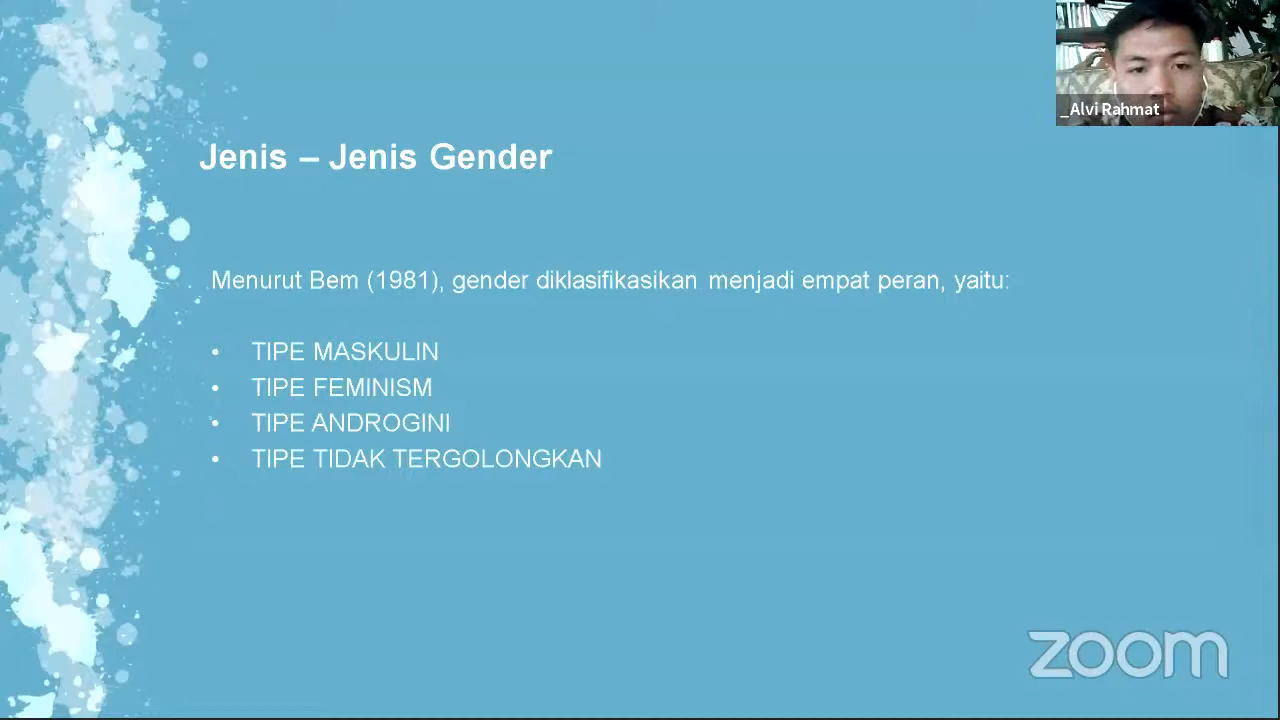 _Alvi Rahmat
Jenis – Jenis Gender
Menurut Bem (1981), gender diklasifikasikan menjadi empat peran, yaitu:
• TIPE MASKULIN
• TIPE FEMINISM
• TIPE ANDROGINI
• TIPE TIDAK TERGOLONGKAN
zoom